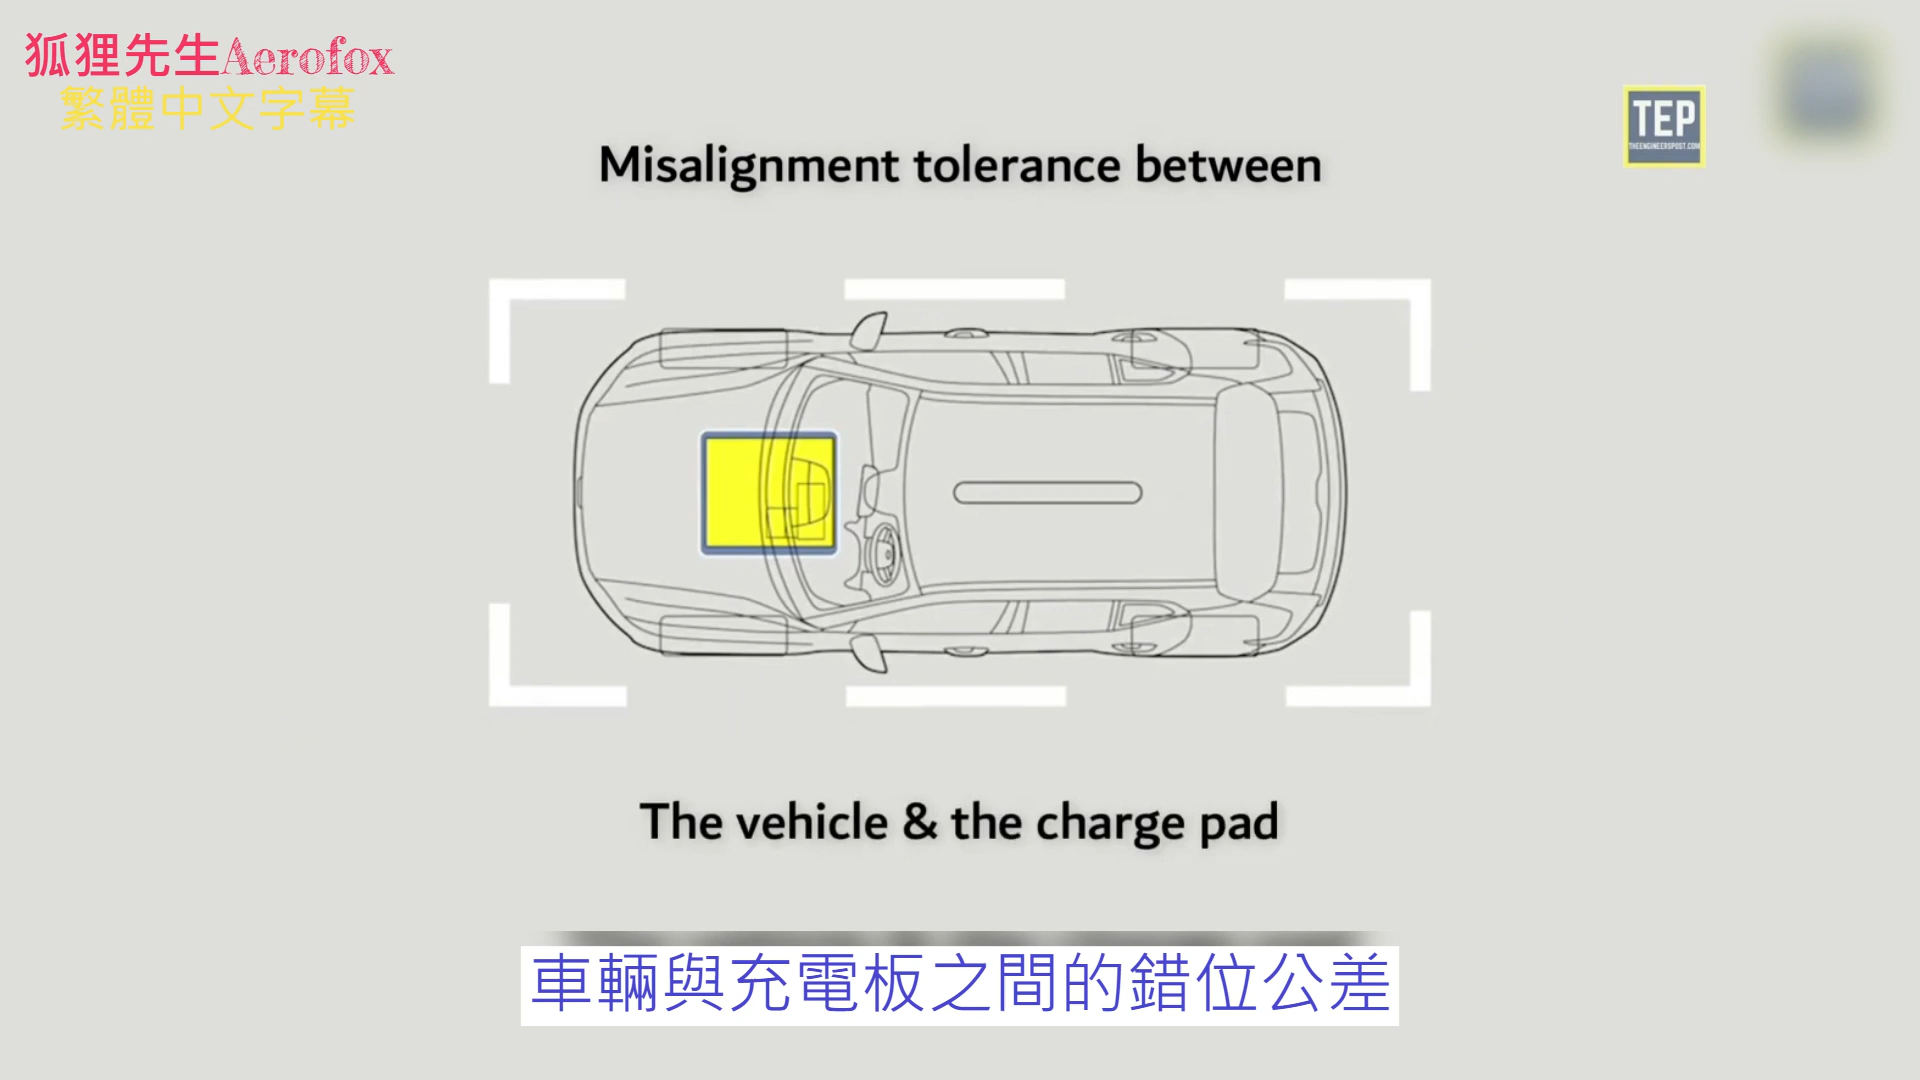 狐狸先生Aerofox
繁體中文字幕
TEP
THEENGINEERSPOST.COM
Misalignment tolerance between
The vehicle & the charge pad
車輛與充電板之間的錯位公差